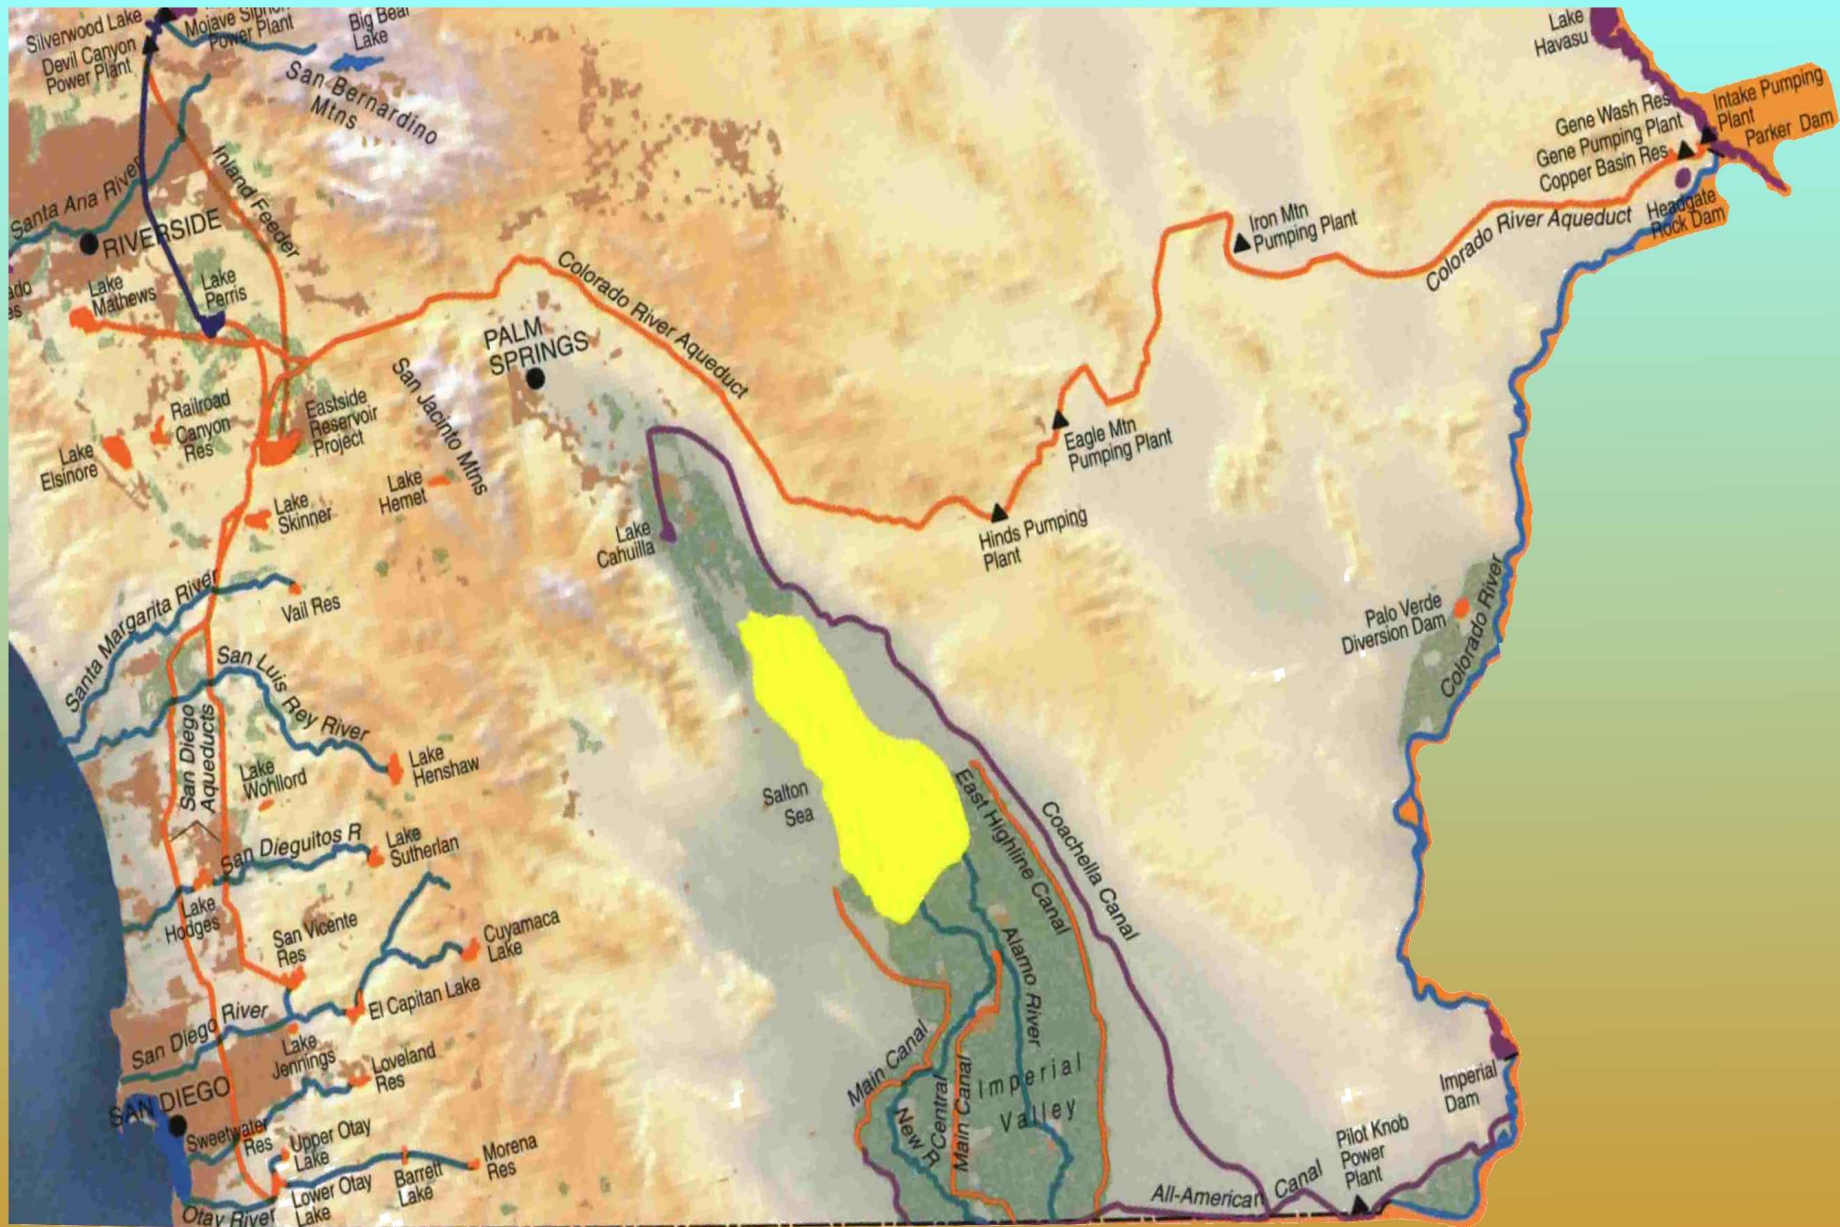 Silverwood Lake
Mojave Siphon
Power Plant
Big Bear
Lake
Devil Canyon
Power Plant
San Bernardino
Mtns
Lake
Havasu
Intake Pumping
Plant
Gene Wash Res
Gene Pumping Plant
Copper Basin Res
Parker Dam
Headgate
Rock Dam
Santa Ana River
Inland Feeder
RIVERSIDE
Lake
Mathews
Lake
Perris
Iron Mtn
Pumping Plant
Colorado River Aqueduct
Colorado River Aqueduct
PALM
SPRINGS
San Jacinto Mtns
Railroad
Canyon
Res
Eastside
Reservoir
Project
Lake
Elsinore
Lake
Hemet
Lake
Skinner
Eagle Mtn
Pumping Plant
Hinds Pumping
Plant
Lake
Cahuilla
Santa Margarita River
Vail Res
Palo Verde
Diversion Dam
Colorado River
San Luis Rey River
San Diego
Aqueducts
Lake
Wohllord
Lake
Henshaw
Salton
Sea
East Highline Canal
Coachella Canal
San Dieguitos R
Lake
Sutherlan
Lake
Hodges
San Vicente
Res
Cuyamaca
Lake
El Capitan Lake
San Diego River
Lake
Jennings
Loveland
Res
Alamo River
Main Canal
Central
Main Canal
New R
Imperial
Valley
Imperial
Dam
SAN DIEGO
Sweetwater
Res
Upper Otay
Lake
Lower Otay
Lake
Barrett
Lake
Morena
Res
Otay River
Pilot Knob
Power
Plant
All-American Canal